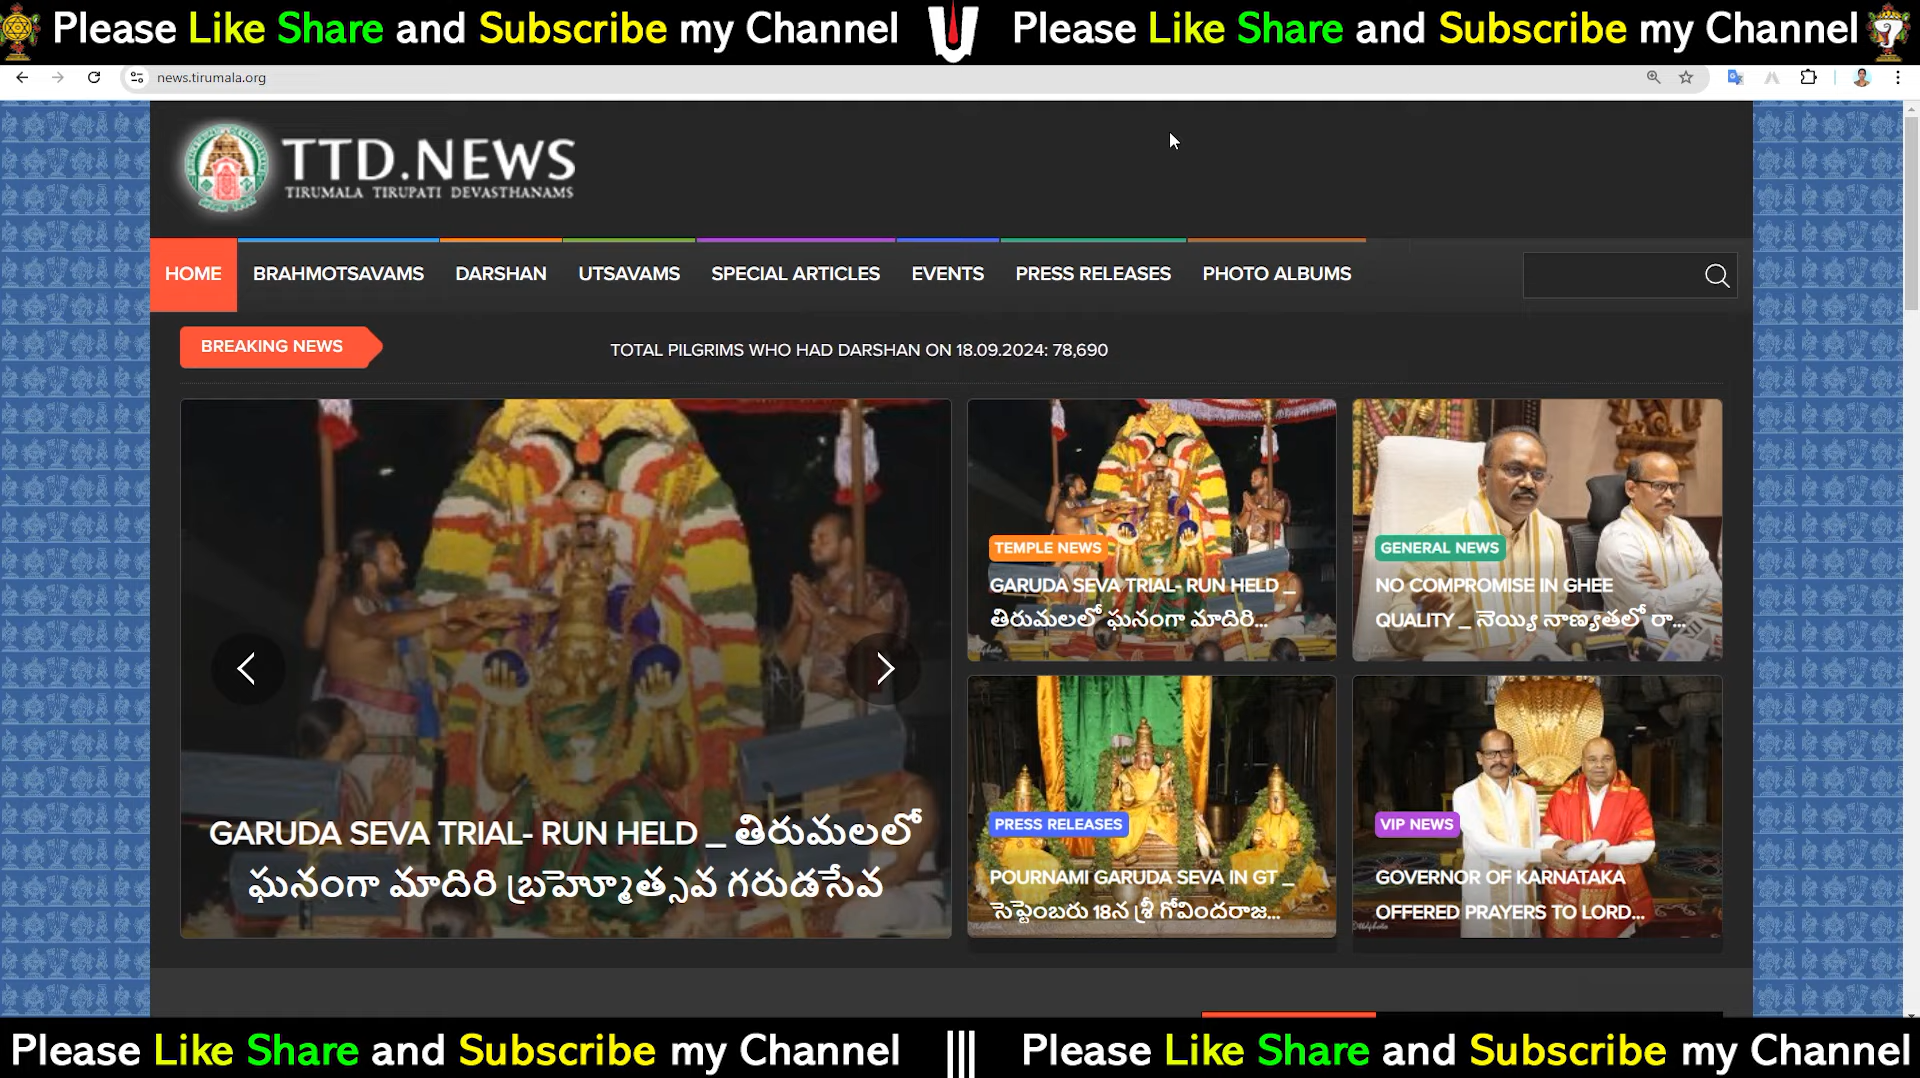 Please Like Share and Subscribe my Channel
Please Like Share and Subscribe my Channel
news.tirumala.org
TTD.NEWS
TIRUMALA TIRUPATI DEVASTHANAMS
HOME
BRAHMOTSAVAMS
DARSHAN
UTSAVAMS
SPECIAL ARTICLES
EVENTS
PRESS RELEASES
PHOTO ALBUMS
BREAKING NEWS
TOTAL PILGRIMS WHO HAD DARSHAN ON 18.09.2024: 78,690
GARUDA SEVA TRIAL- RUN HELD _ తిరుమలలో
ఘనంగా మాదిరి బ్రహ్మోత్సవ గరుడసేవ
TEMPLE NEWS
GARUDA SEVA TRIAL- RUN HELD _
తిరుమలలో ఘనంగా మాదిరి...
GENERAL NEWS
NO COMPROMISE IN GHEE
QUALITY _ నెయ్యి నాణ్యతలో రా...
PRESS RELEASES
POURNAMI GARUDA SEVA IN GT _
సెప్టెంబరు 18న శ్రీ గోవిందరాజ...
VIP NEWS
GOVERNOR OF KARNATAKA
OFFERED PRAYERS TO LORD...
Please Like Share and Subscribe my Channel
|||
Please Like Share and Subscribe my Channel